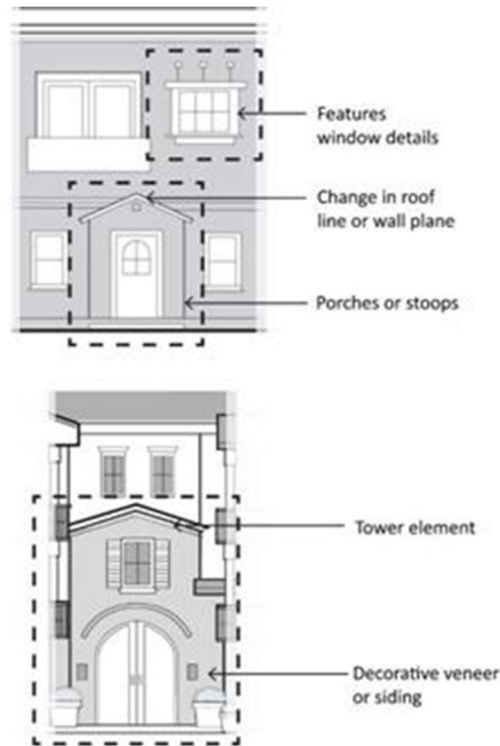 Features
window details
Change in roof
line or wall plane
Porches or stoops
Tower element
Decorative veneer
or siding